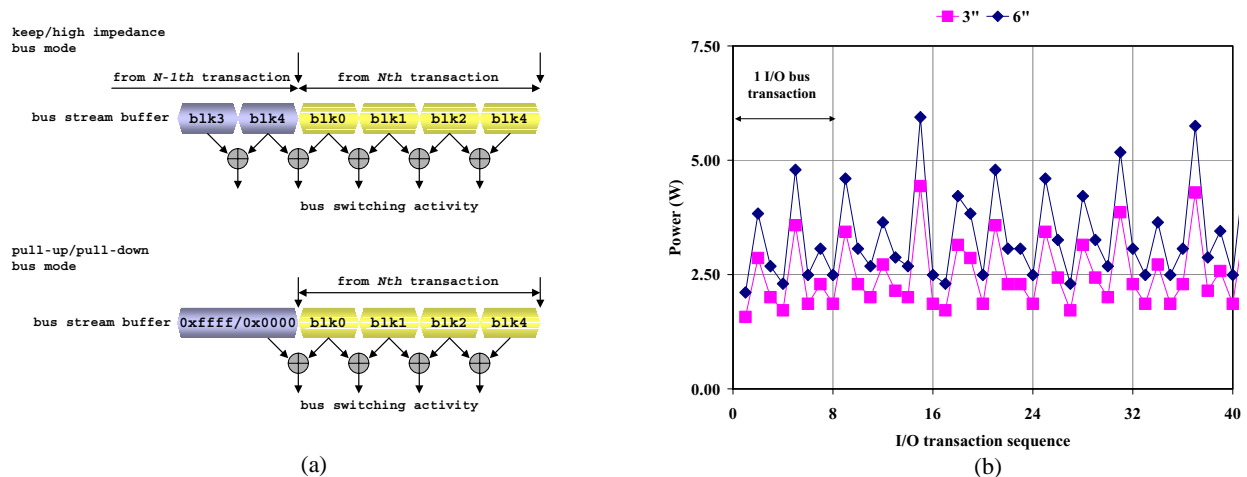 keep/high impedance
bus mode
from N-1th transaction
from Nth transaction
bus stream buffer
blk3
blk4
blk0
blk1
blk2
blk4
bus switching activity
pull-up/pull-down
bus mode
from Nth transaction
bus stream buffer
0xffff/0x0000
blk0
blk1
blk2
blk4
bus switching activity
(a)
3"
6"
7.50
5.00
2.50
0.00
Power (W)
1 I/O bus
transaction
0
8
16
24
32
40
I/O transaction sequence
(b)